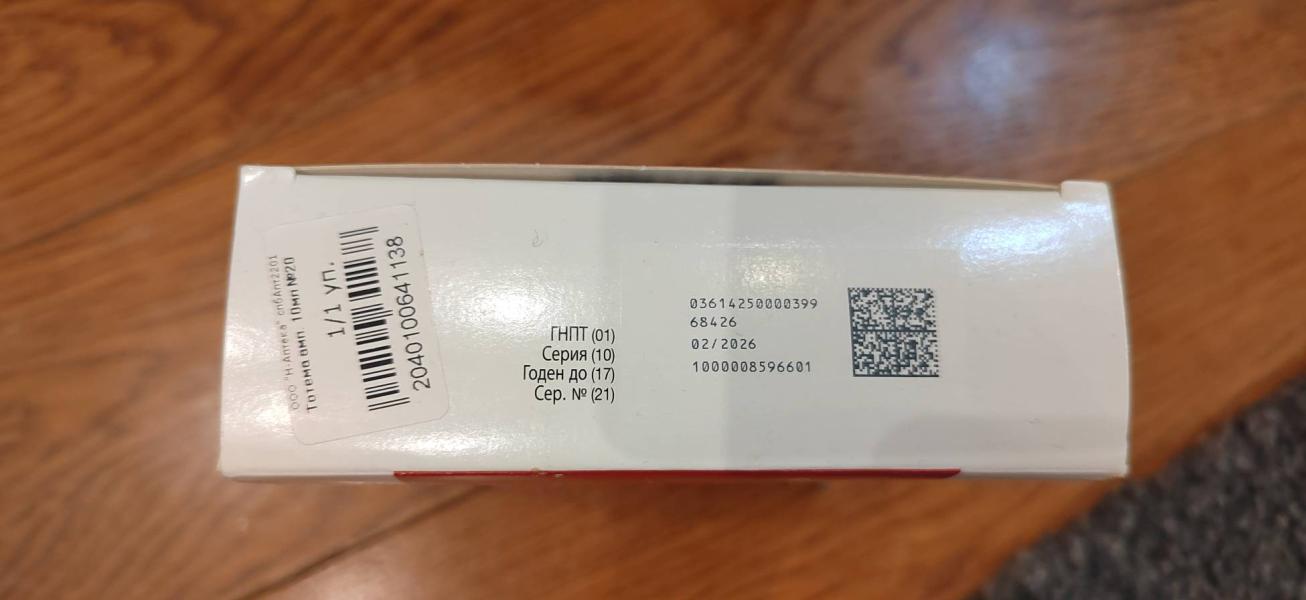 ООО "Н-Аптека" спбАпт2201
Тотема амп. 10мл №20
1/1 уп.
2040100641138
ГНПТ (01)
Серия (10)
Годен до (17)
Сер. № (21)
03614250000399
68426
02/2026
1000008596601